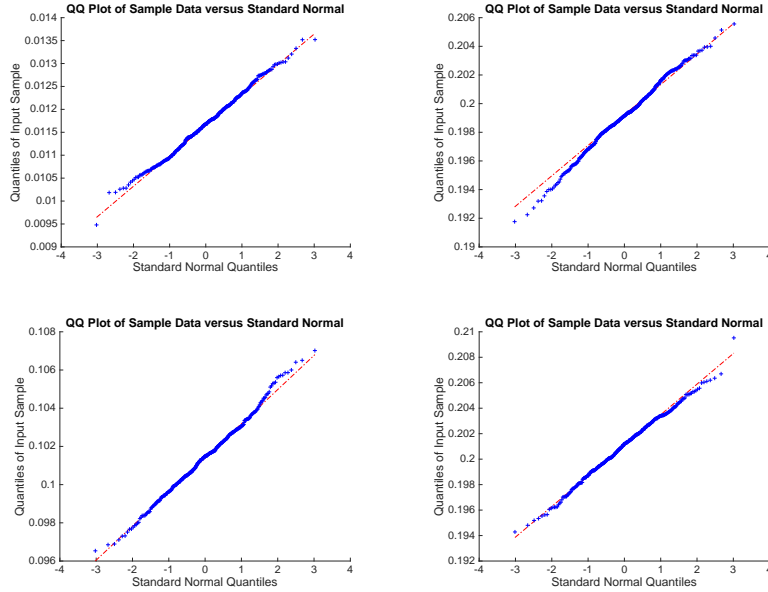 QQ Plot of Sample Data versus Standard Normal
Quantiles of Input Sample
0.014
0.0135
0.013
0.0125
0.012
0.0115
0.011
0.0105
0.01
0.0095
0.009
-4 -3 -2 -1 0 1 2 3 4
Standard Normal Quantiles
QQ Plot of Sample Data versus Standard Normal
Quantiles of Input Sample
0.206
0.204
0.202
0.2
0.198
0.196
0.194
0.192
0.19
-4 -3 -2 -1 0 1 2 3 4
Standard Normal Quantiles
QQ Plot of Sample Data versus Standard Normal
Quantiles of Input Sample
0.108
0.106
0.104
0.102
0.1
0.098
0.096
-4 -3 -2 -1 0 1 2 3 4
Standard Normal Quantiles
QQ Plot of Sample Data versus Standard Normal
Quantiles of Input Sample
0.21
0.208
0.206
0.204
0.202
0.2
0.198
0.196
0.194
0.192
-4 -3 -2 -1 0 1 2 3 4
Standard Normal Quantiles